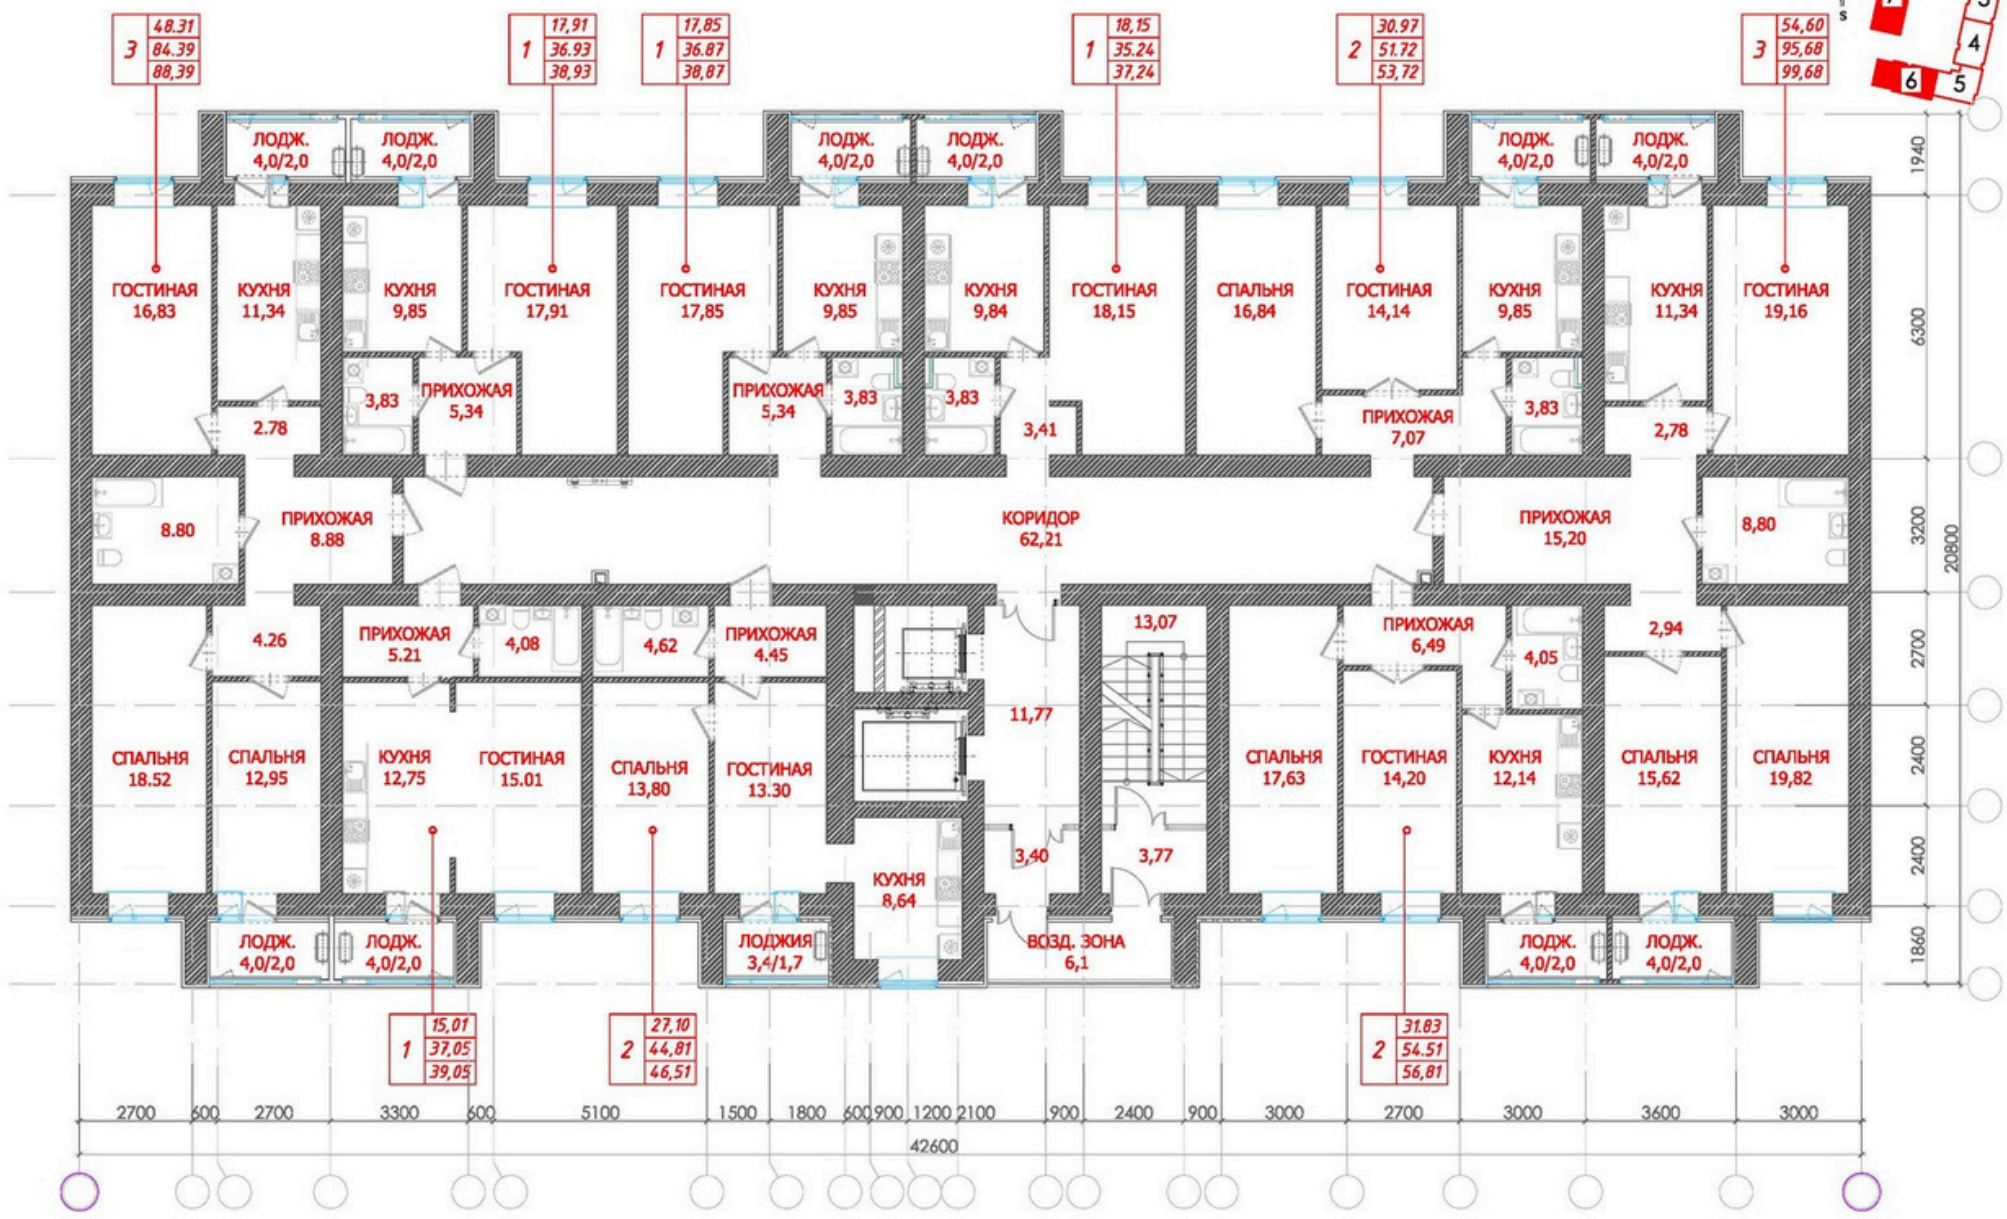 48.31
3 84.39
88,39
17,91
1 36.93
38,93
17,85
1 36.87
38,87
18,15
1 35.24
37,24
30.97
2 51.72
53,72
54,60
3 95,68
99,68
S
4
6 5
ЛОДЖ. ЛОДЖ. ЛОДЖ. ЛОДЖ. ЛОДЖ. ЛОДЖ.
4,0/2,0 4,0/2,0 4,0/2,0 4,0/2,0 4,0/2,0 4,0/2,0
1940
ГОСТИНАЯ КУХНЯ КУХНЯ ГОСТИНАЯ ГОСТИНАЯ КУХНЯ КУХНЯ ГОСТИНАЯ СПАЛЬНЯ ГОСТИНАЯ КУХНЯ КУХНЯ ГОСТИНАЯ
16,83 11,34 9,85 17,91 17,85 9,85 9,84 18,15 16,84 14,14 9,85 11,34 19,16
6300
ПРИХОЖАЯ
5,34
3,83
2.78
ПРИХОЖАЯ
5,34
3,83
3,83
3,41
ПРИХОЖАЯ
7,07
3,83
2,78
8.80
ПРИХОЖАЯ
8.88
КОРИДОР
62,21
ПРИХОЖАЯ
15,20
8,80
3200
20800
4.26
ПРИХОЖАЯ
5.21
4,08
4,62
ПРИХОЖАЯ
4.45
13,07
ПРИХОЖАЯ
6,49
4,05
2,94
2700
11,77
СПАЛЬНЯ
18.52
СПАЛЬНЯ
12,95
КУХНЯ
12,75
ГОСТИНАЯ
15.01
СПАЛЬНЯ
13,80
ГОСТИНАЯ
13.30
СПАЛЬНЯ
17,63
ГОСТИНАЯ
14,20
КУХНЯ
12,14
СПАЛЬНЯ
15,62
СПАЛЬНЯ
19,82
2400
3,40
3,77
2400
КУХНЯ
8,64
ЛОДЖ. ЛОДЖ. ЛОДЖИЯ ВОЗД. ЗОНА ЛОДЖ. ЛОДЖ.
4,0/2,0 4,0/2,0 3,4/1,7 6,1 4,0/2,0 4,0/2,0
1860
15,01
1 37,05
39,05
27,10
2 44,81
46,51
31.83
2 54.51
56,81
2700 600 2700 3300 600 5100 1500 1800 600 900 1200 2100 900 2400 900 3000 2700 3000 3600 3000
42600